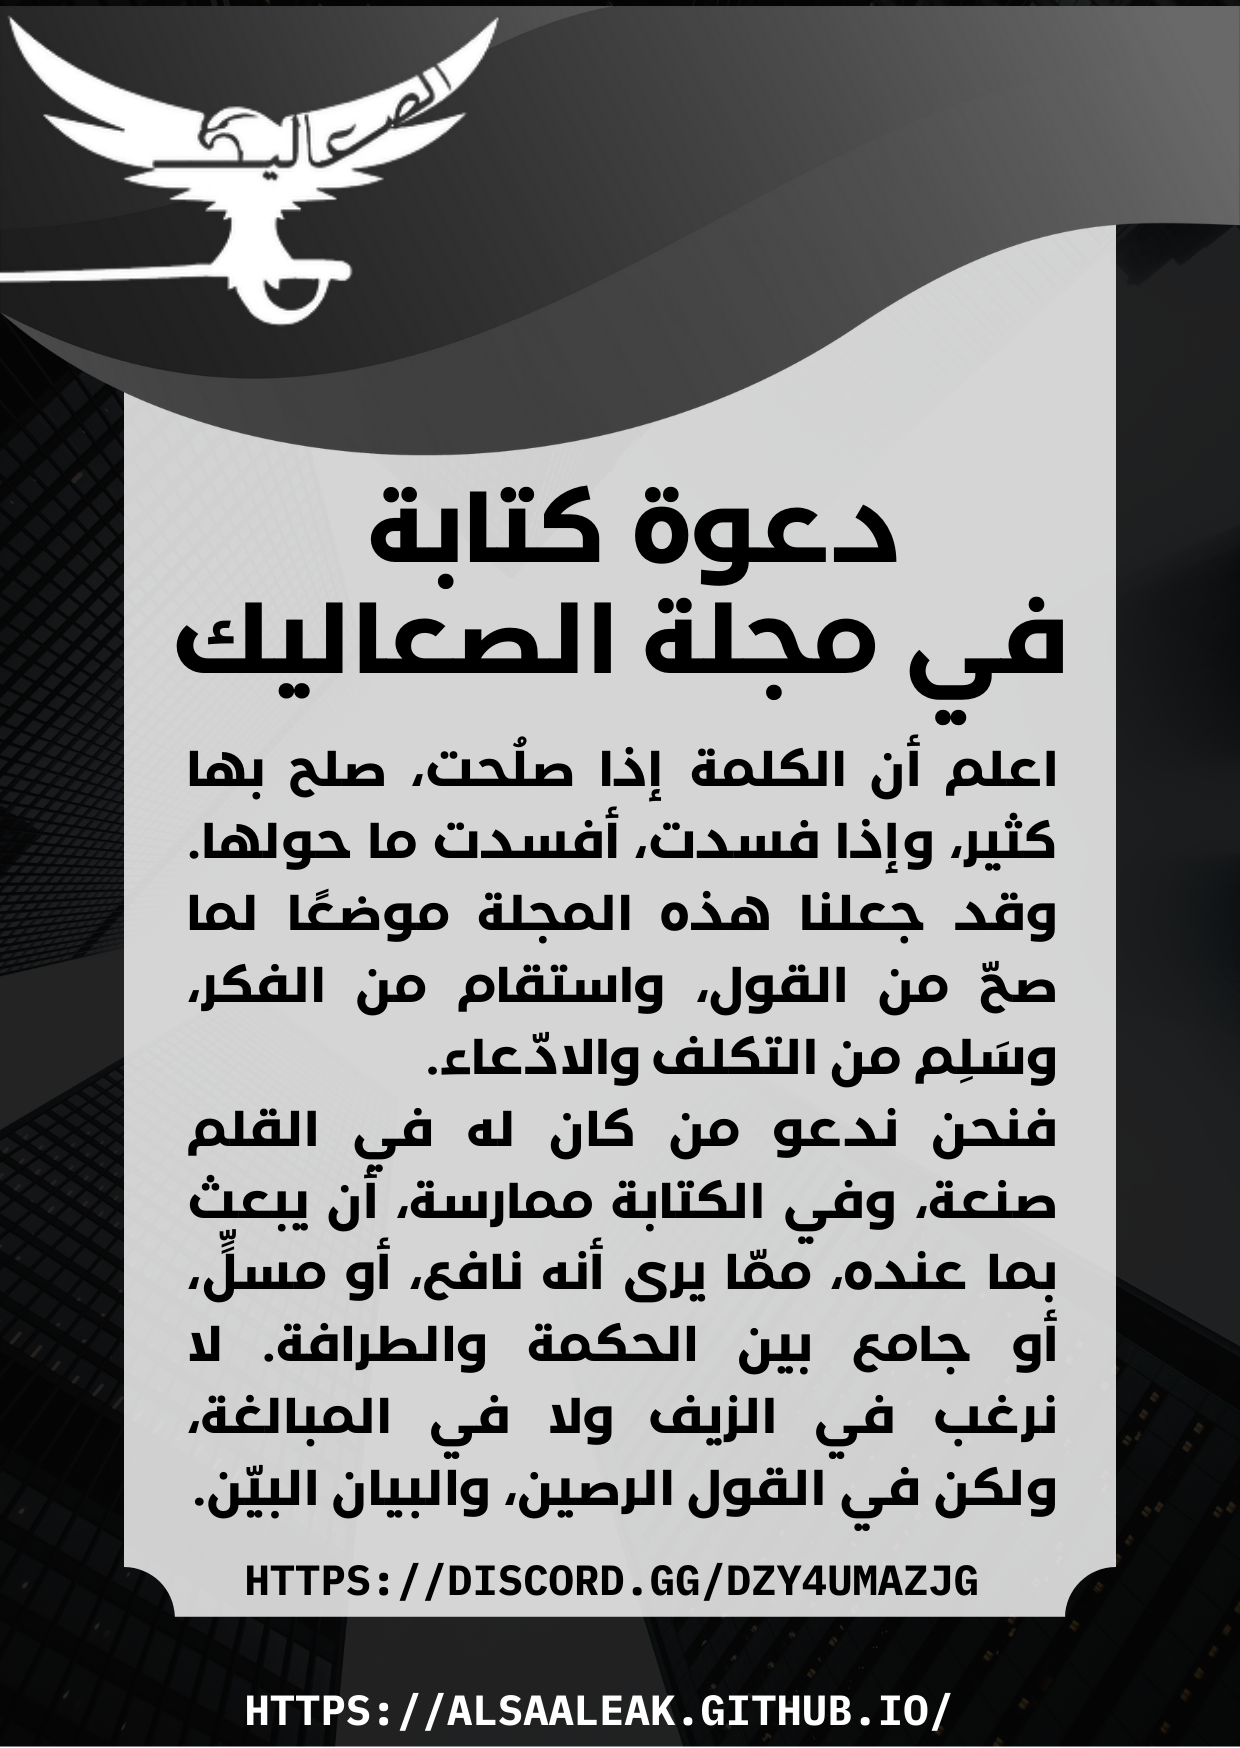 الصعاليك
دعوة كتابة
في مجلة الصعاليك
اعلم أن الكلمة إذا صلُحت، صلح بها
كثير، وإذا فسدت، أفسدت ما حولها.
وقد جعلنا هذه المجلة موضعًا لما
صحّ من القول، واستقام من الفكر،
وسَلِم من التكلف والادّعاء.
فنحن ندعو من كان له في القلم
صنعة، وفي الكتابة ممارسة، أن يبعث
بما عنده، ممّا يرى أنه نافع، أو مسلٍّ،
أو جامع بين الحكمة والطرافة. لا
نرغب في الزيف ولا في المبالغة،
ولكن في القول الرصين، والبيان البيّن.
HTTPS://DISCORD.GG/DZY4UMAZJG
HTTPS://ALSAALEAK.GITHUB.IO/